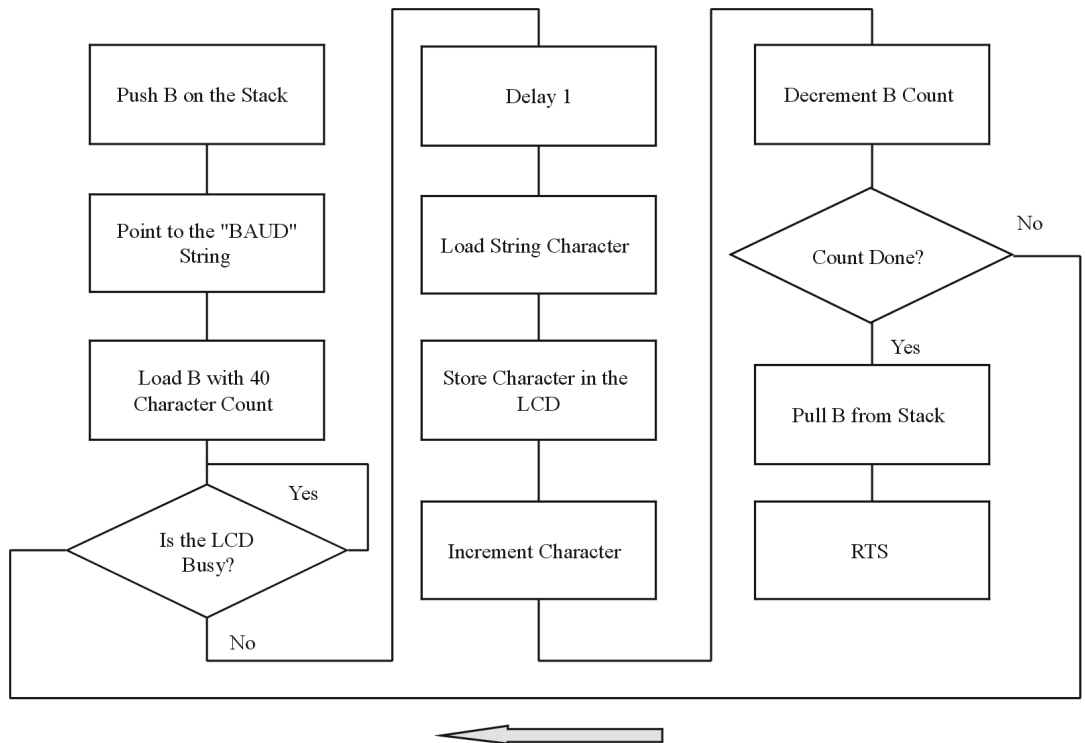 Push B on the Stack
Point to the "BAUD"
String
Load B with 40
Character Count
Yes
Is the LCD
Busy?
No
Delay 1
Load String Character
Store Character in the
LCD
Increment Character
Decrement B Count
Count Done?
No
Yes
Pull B from Stack
RTS